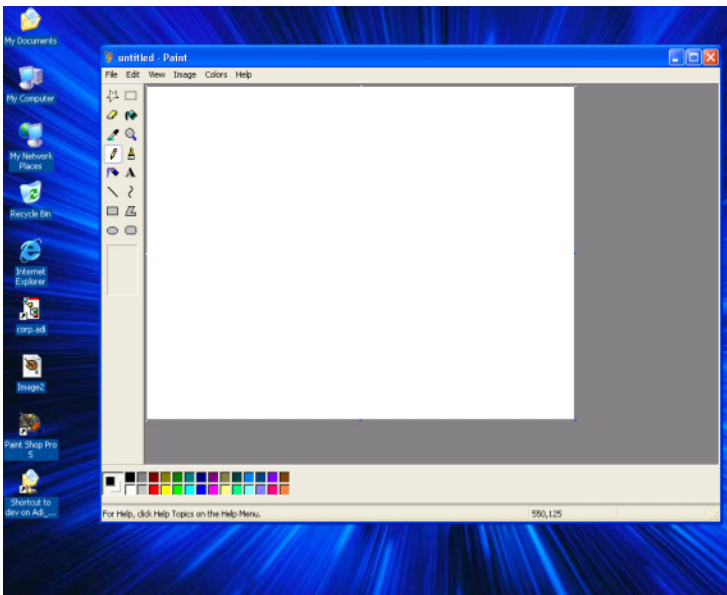 My Documents
My Computer
My Network
Places
Recycle Bin
Internet
Explorer
corp.adi
Image2
Paint Shop Pro
5
Shortcut to
dev on Adi_...
untitled - Paint
File Edit View Image Colors Help
A
For Help, click Help Topics on the Help Menu.
550,125